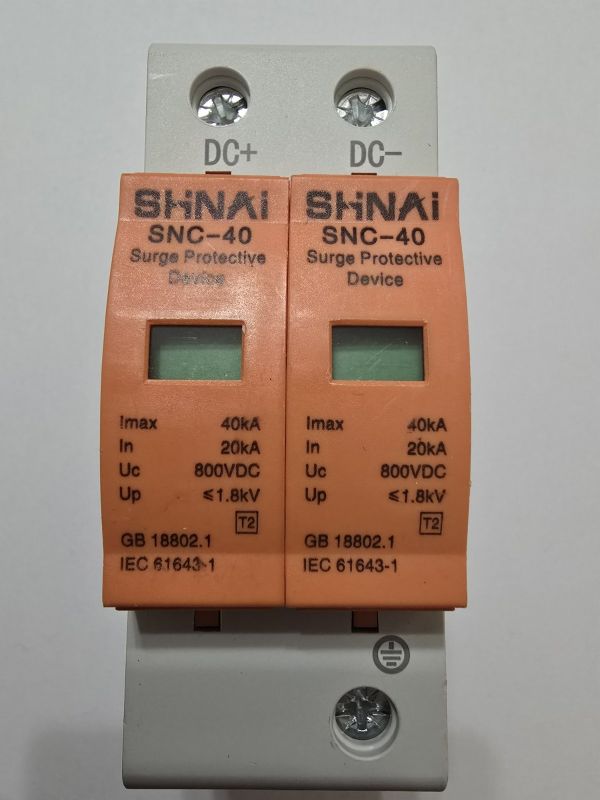 DC+ DC-
SHNAi SHNAi
SNC-40 SNC-40
Surge Protective Surge Protective
Device Device
Imax 40kA Imax 40kA
In 20kA In 20kA
Uc 800VDC Uc 800VDC
Up ≤1.8kV Up ≤1.8kV
T2 T2
GB 18802.1 GB 18802.1
IEC 61643-1 IEC 61643-1